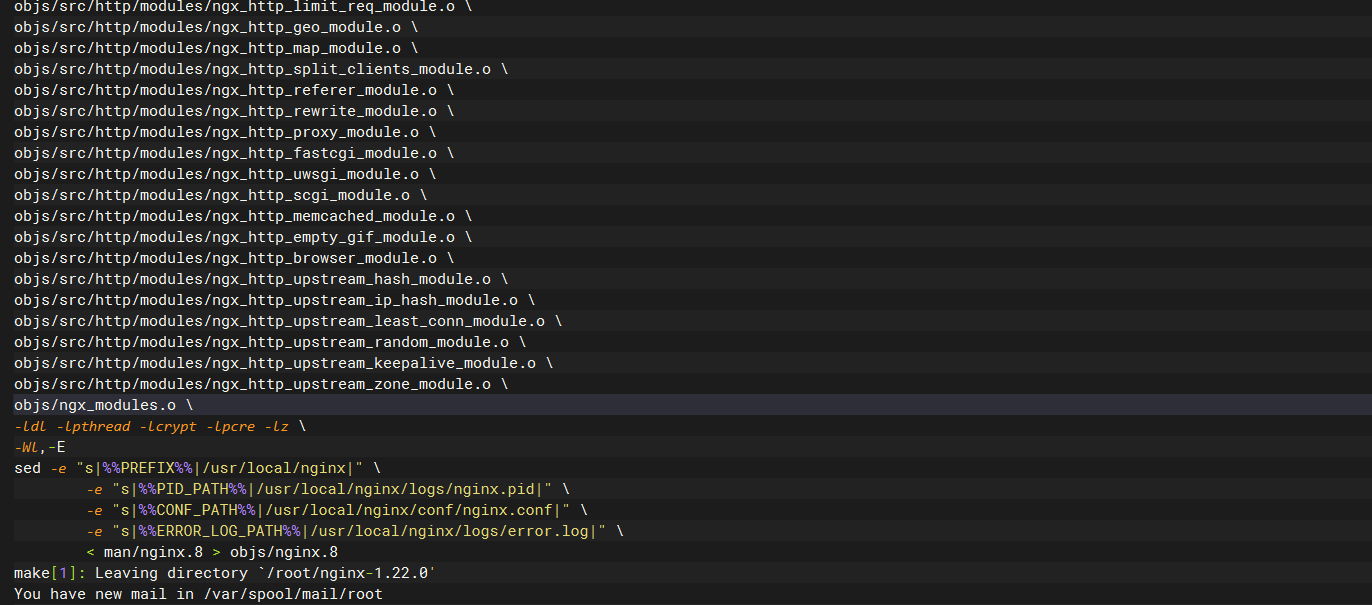 objs/src/http/modules/ngx_http_limit_req_module.o \
objs/src/http/modules/ngx_http_geo_module.o \
objs/src/http/modules/ngx_http_map_module.o \
objs/src/http/modules/ngx_http_split_clients_module.o \
objs/src/http/modules/ngx_http_referer_module.o \
objs/src/http/modules/ngx_http_rewrite_module.o \
objs/src/http/modules/ngx_http_proxy_module.o \
objs/src/http/modules/ngx_http_fastcgi_module.o \
objs/src/http/modules/ngx_http_uwsgi_module.o \
objs/src/http/modules/ngx_http_scgi_module.o \
objs/src/http/modules/ngx_http_memcached_module.o \
objs/src/http/modules/ngx_http_empty_gif_module.o \
objs/src/http/modules/ngx_http_browser_module.o \
objs/src/http/modules/ngx_http_upstream_hash_module.o \
objs/src/http/modules/ngx_http_upstream_ip_hash_module.o \
objs/src/http/modules/ngx_http_upstream_least_conn_module.o \
objs/src/http/modules/ngx_http_upstream_random_module.o \
objs/src/http/modules/ngx_http_upstream_keepalive_module.o \
objs/src/http/modules/ngx_http_upstream_zone_module.o \
objs/ngx_modules.o \
-ldl -lpthread -lcrypt -lpcre -lz \
-Wl,-E
sed -e "s|%%PREFIX%%|/usr/local/nginx|" \
        -e "s|%%PID_PATH%%|/usr/local/nginx/logs/nginx.pid|" \
        -e "s|%%CONF_PATH%%|/usr/local/nginx/conf/nginx.conf|" \
        -e "s|%%ERROR_LOG_PATH%%|/usr/local/nginx/logs/error.log|" \
        < man/nginx.8 > objs/nginx.8
make[1]: Leaving directory `/root/nginx-1.22.0'
You have new mail in /var/spool/mail/root